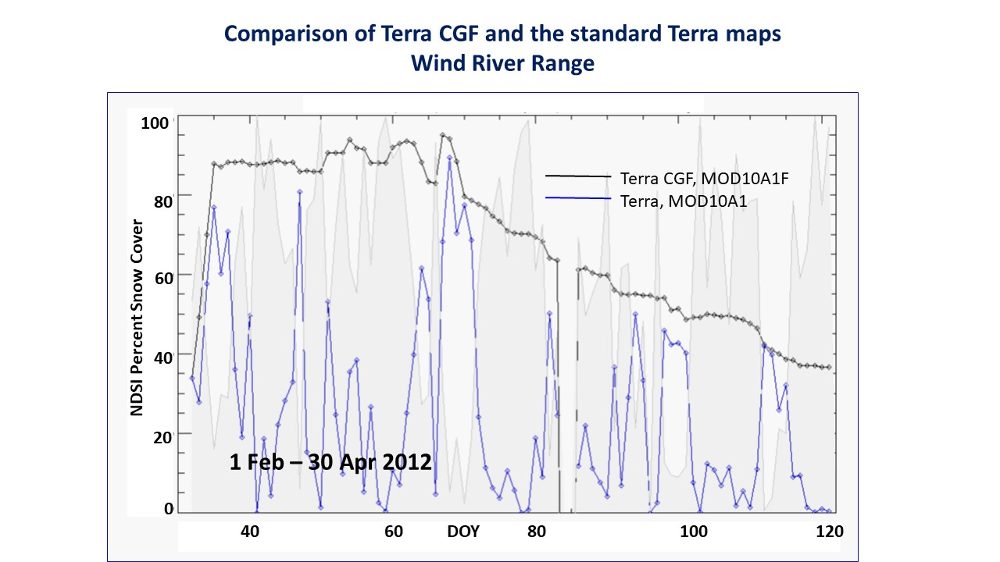 Comparison of Terra CGF and the standard Terra maps
Wind River Range
100
80
60
40
20
0
NDSI Percent Snow Cover
Terra CGF, MOD10A1F
Terra, MOD10A1
1 Feb – 30 Apr 2012
40 60 DOY 80 100 120